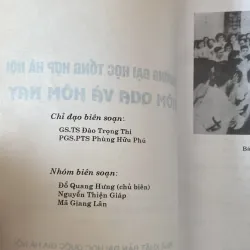 Chỉ đạo biên soạn:
GS.TS Đào Trọng Thi
PGS.PTS Phùng Hữu Phú
Nhóm biên soạn:
Đỗ Quang Hưng (chủ biên)
Nguyễn Thiện Giáp
Mã Giang Lân